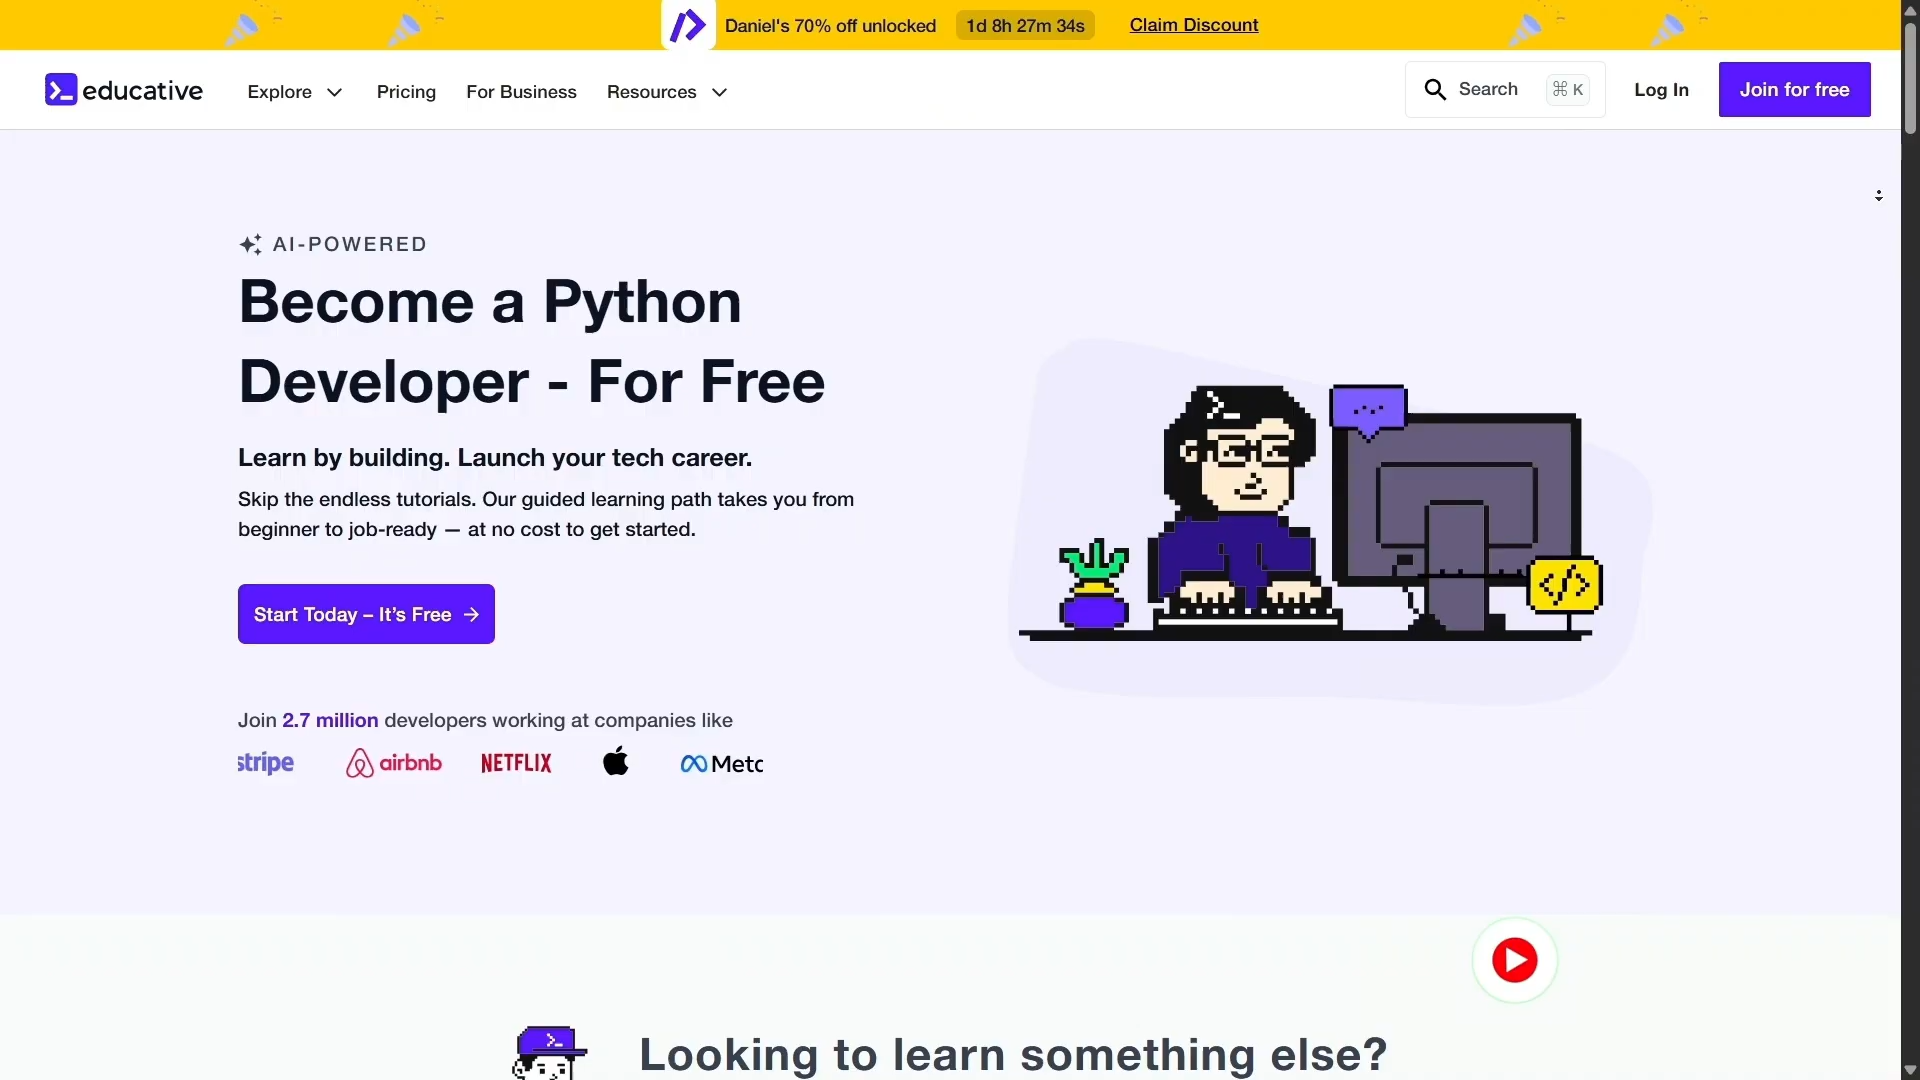 Daniel's 70% off unlocked 1d 8h 27m 34s Claim Discount
educative Explore Pricing For Business Resources Search ⌘ K Log In Join for free
AI-POWERED
Become a Python
Developer - For Free
Learn by building. Launch your tech career.
Skip the endless tutorials. Our guided learning path takes you from
beginner to job-ready — at no cost to get started.
Start Today – It’s Free →
Join 2.7 million developers working at companies like
stripe airbnb NETFLIX Meta
Looking to learn something else?